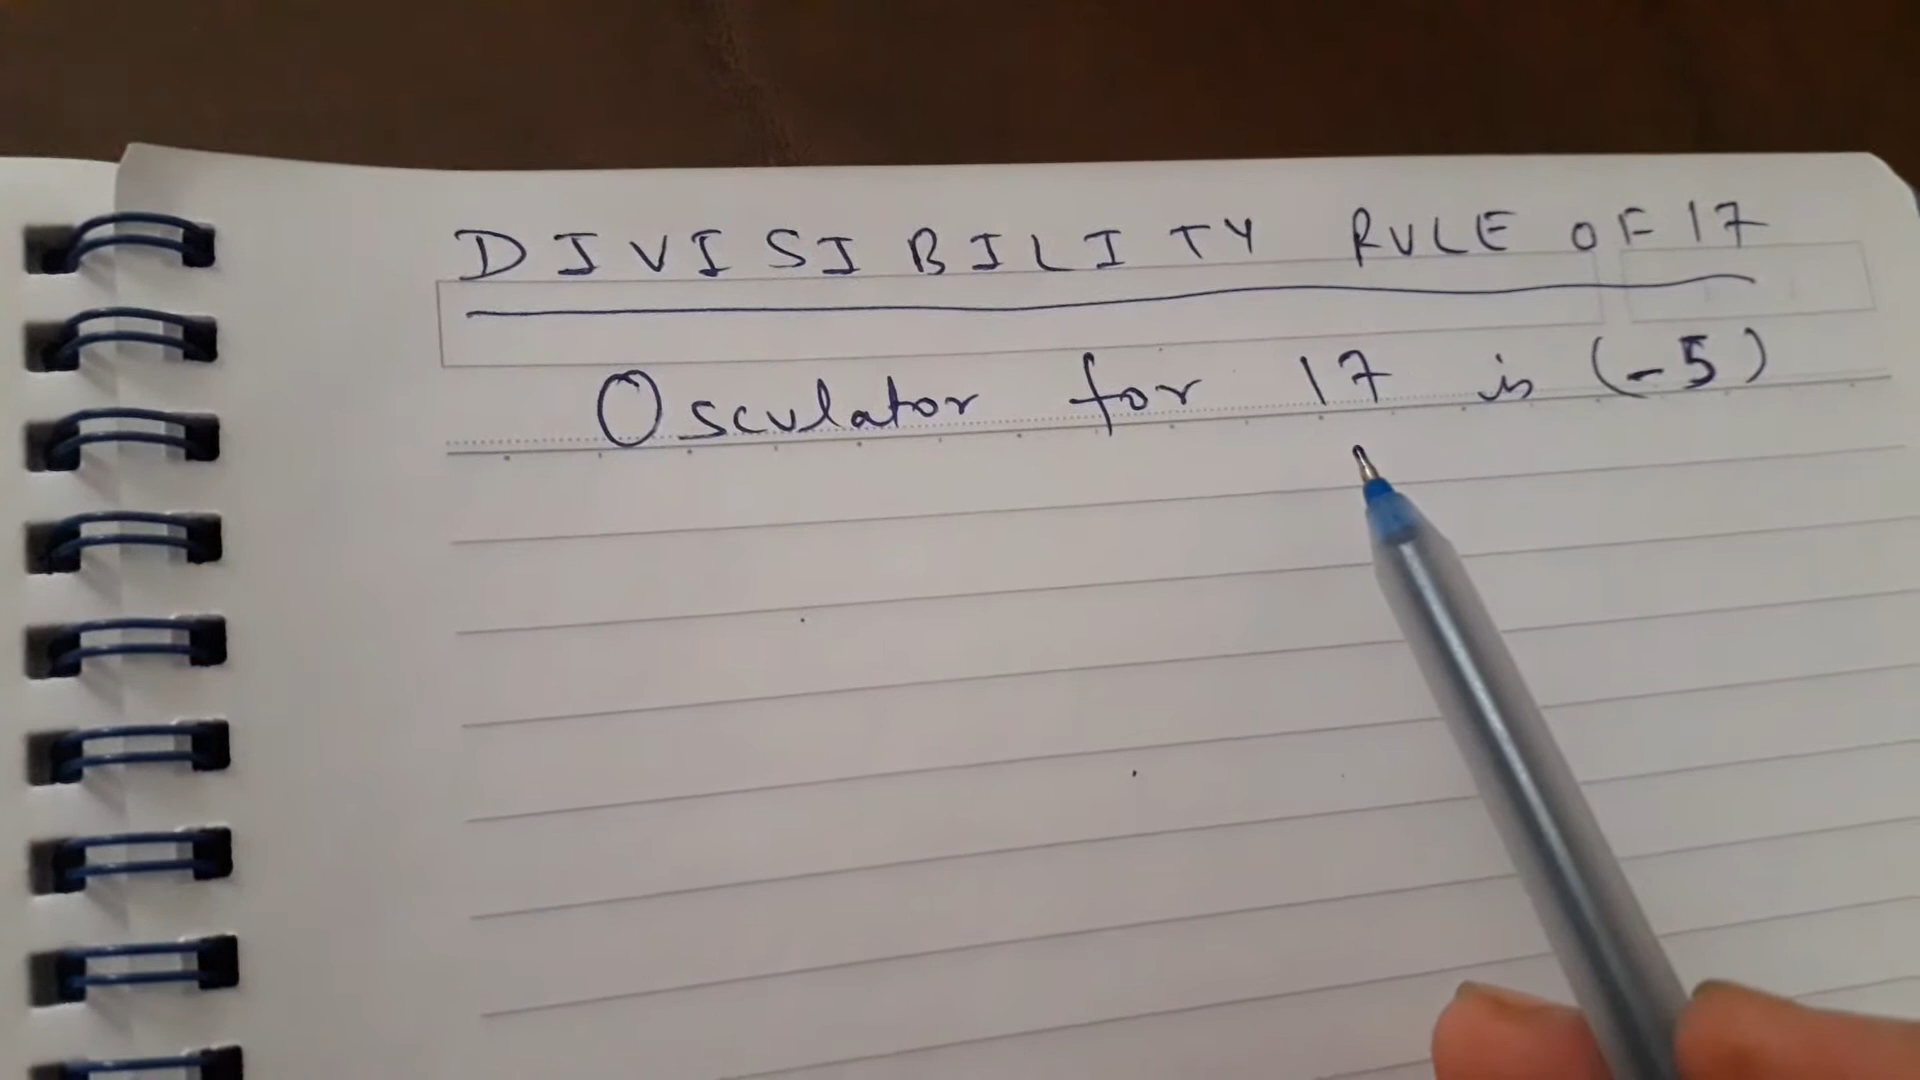 DIVISIBILITY RULE OF 17
Osculator for 17 is (-5)